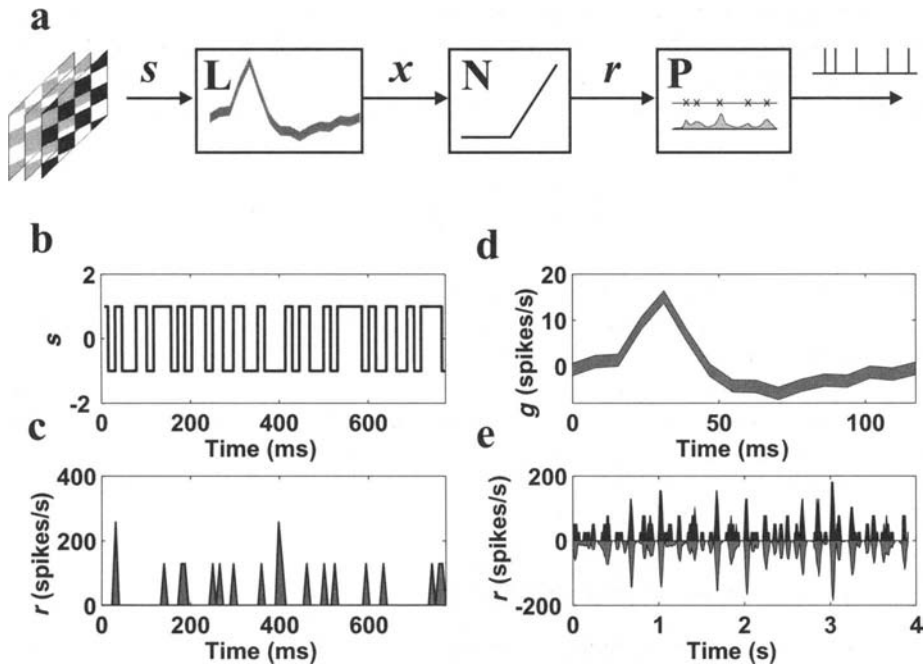 a
s L x N r P
b
2
0
-2
s
0 200 400 600
Time (ms)
c
400
200
0
r (spikes/s)
0 200 400 600
Time (ms)
d
20
10
0
g (spikes/s)
0 50 100
Time (ms)
e
200
0
-200
r (spikes/s)
0 1 2 3 4
Time (s)